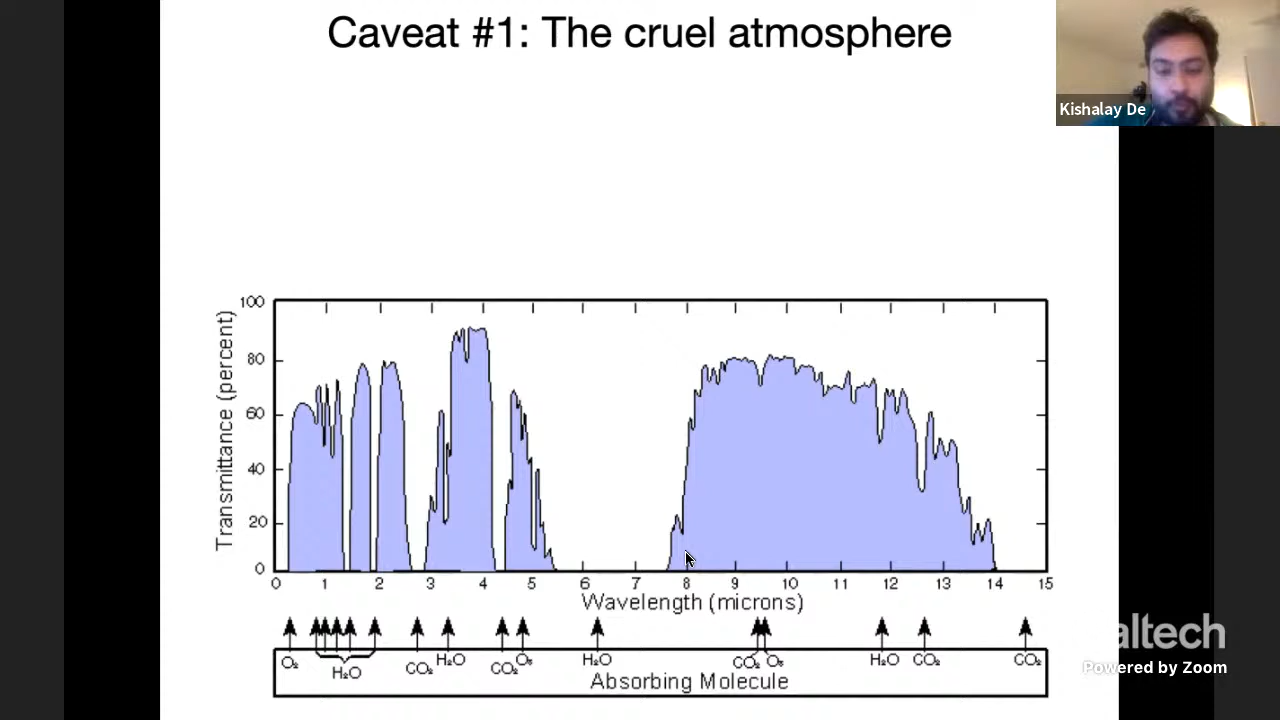 Caveat #1: The cruel atmosphere
Kishalay De
Transmittance (percent)
100
80
60
40
20
0
0 1 2 3 4 5 6 7 8 9 10 11 12 13 14 15
Wavelength (microns)
O₂ H₂O CO₂ H₂O CO₂ O₃ H₂O CO₂ O₃ H₂O CO₂ CO₂
Absorbing Molecule
altech
Powered by Zoom